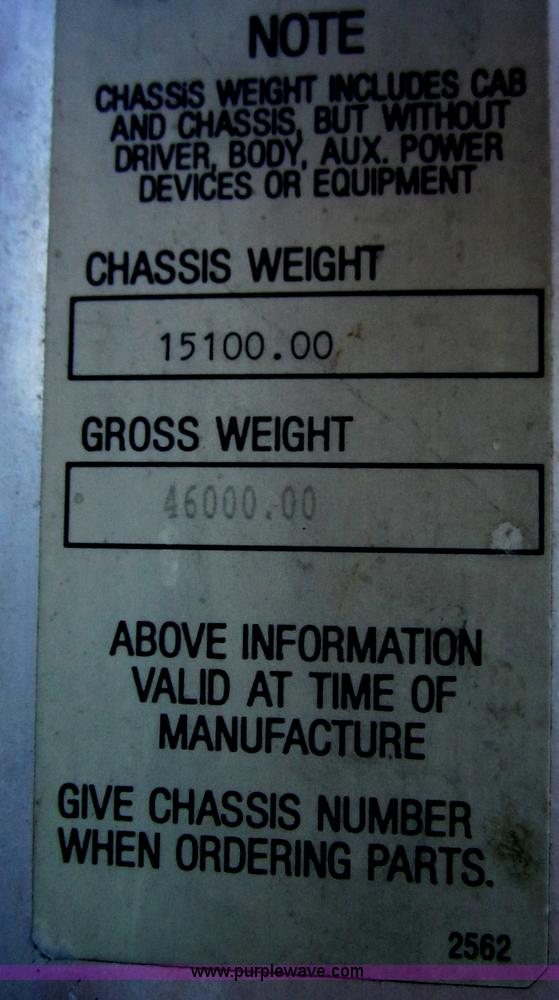 NOTE
CHASSIS WEIGHT INCLUDES CAB
AND CHASSIS, BUT WITHOUT
DRIVER, BODY, AUX. POWER
DEVICES OR EQUIPMENT
CHASSIS WEIGHT
15100.00
GROSS WEIGHT
46000.00
ABOVE INFORMATION
VALID AT TIME OF
MANUFACTURE
GIVE CHASSIS NUMBER
WHEN ORDERING PARTS.
2562
www.purplewave.com